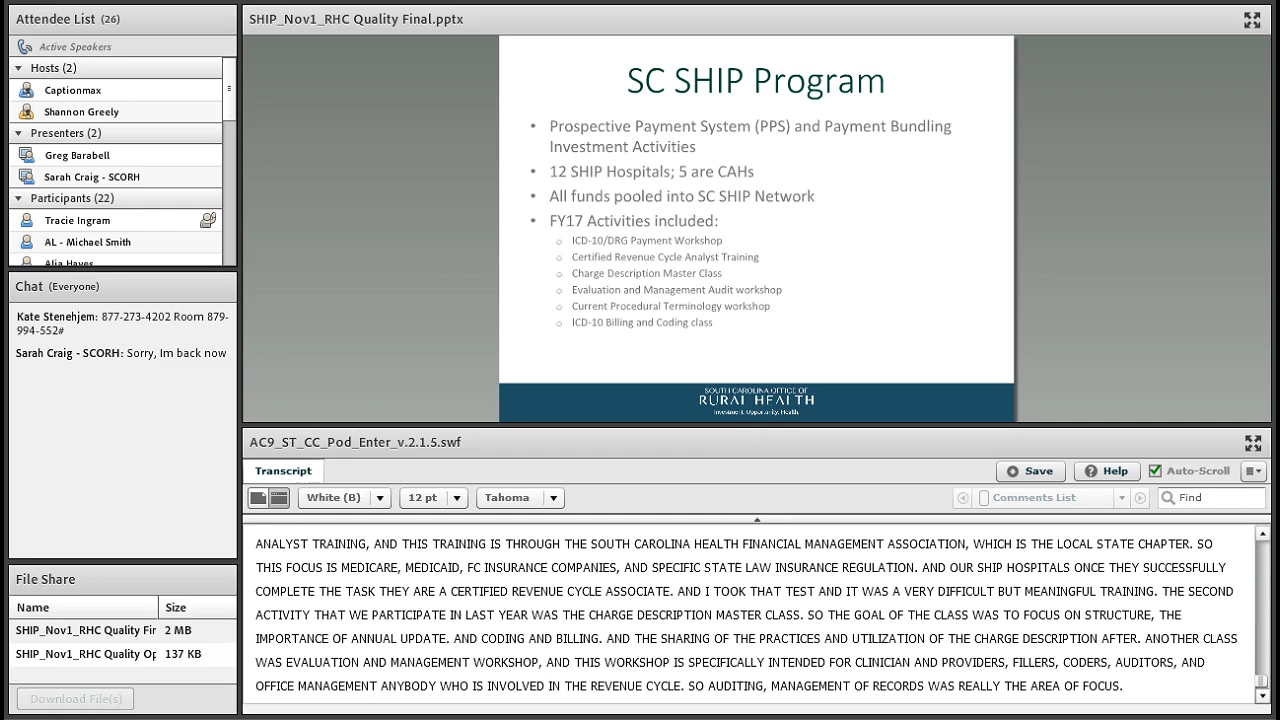 Attendee List (26)
Active Speakers
Hosts (2)
Captionmax
Shannon Greely
Presenters (2)
Greg Barabell
Sarah Craig - SCORH
Participants (22)
Tracie Ingram
AL - Michael Smith
Alia Hayes
Chat (Everyone)
Kate Stenehjem: 877-273-4202 Room 879-
994-552#
Sarah Craig - SCORH: Sorry, Im back now
File Share
Name Size
SHIP_Nov1_RHC Quality Fir 2 MB
SHIP_Nov1_RHC Quality Op 137 KB
Download File(s)
SHIP_Nov1_RHC Quality Final.pptx
SC SHIP Program
• Prospective Payment System (PPS) and Payment Bundling
Investment Activities
• 12 SHIP Hospitals; 5 are CAHs
• All funds pooled into SC SHIP Network
• FY17 Activities included:
o ICD-10/DRG Payment Workshop
o Certified Revenue Cycle Analyst Training
o Charge Description Master Class
o Evaluation and Management Audit workshop
o Current Procedural Terminology workshop
o ICD-10 Billing and Coding class
SOUTH CAROLINA OFFICE OF
RURAL HEALTH
Investment. Opportunity. Health.
AC9_ST_CC_Pod_Enter_v.2.1.5.swf
Transcript Save Help Auto-Scroll
White (B) 12 pt Tahoma Comments List Find
ANALYST TRAINING, AND THIS TRAINING IS THROUGH THE SOUTH CAROLINA HEALTH FINANCIAL MANAGEMENT ASSOCIATION, WHICH IS THE LOCAL STATE CHAPTER. SO
THIS FOCUS IS MEDICARE, MEDICAID, FC INSURANCE COMPANIES, AND SPECIFIC STATE LAW INSURANCE REGULATION. AND OUR SHIP HOSPITALS ONCE THEY SUCCESSFULLY
COMPLETE THE TASK THEY ARE A CERTIFIED REVENUE CYCLE ASSOCIATE. AND I TOOK THAT TEST AND IT WAS A VERY DIFFICULT BUT MEANINGFUL TRAINING. THE SECOND
ACTIVITY THAT WE PARTICIPATE IN LAST YEAR WAS THE CHARGE DESCRIPTION MASTER CLASS. SO THE GOAL OF THE CLASS WAS TO FOCUS ON STRUCTURE, THE
IMPORTANCE OF ANNUAL UPDATE. AND CODING AND BILLING. AND THE SHARING OF THE PRACTICES AND UTILIZATION OF THE CHARGE DESCRIPTION AFTER. ANOTHER CLASS
WAS EVALUATION AND MANAGEMENT WORKSHOP, AND THIS WORKSHOP IS SPECIFICALLY INTENDED FOR CLINICIAN AND PROVIDERS, FILLERS, CODERS, AUDITORS, AND
OFFICE MANAGEMENT ANYBODY WHO IS INVOLVED IN THE REVENUE CYCLE. SO AUDITING, MANAGEMENT OF RECORDS WAS REALLY THE AREA OF FOCUS.